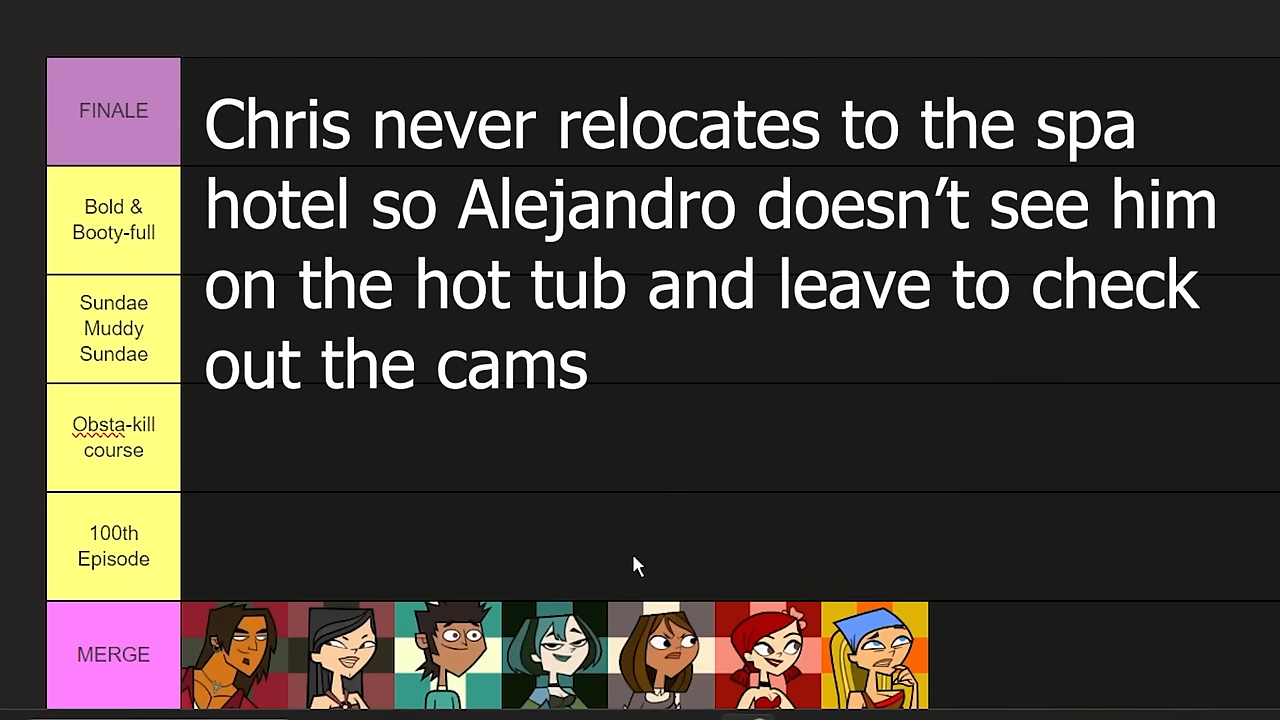 FINALE
Chris never relocates to the spa
hotel so Alejandro doesn’t see him
on the hot tub and leave to check
out the cams
Bold &
Booty-full
Sundae
Muddy
Sundae
Obsta-kill
course
100th
Episode
MERGE